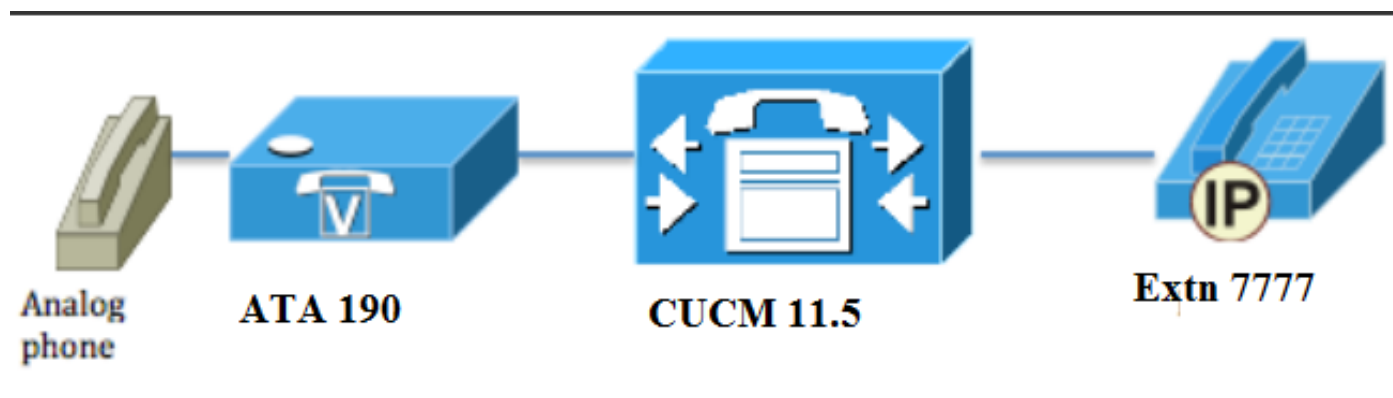 Analog
phone
ATA 190
V
CUCM 11.5
IP
Extn 7777